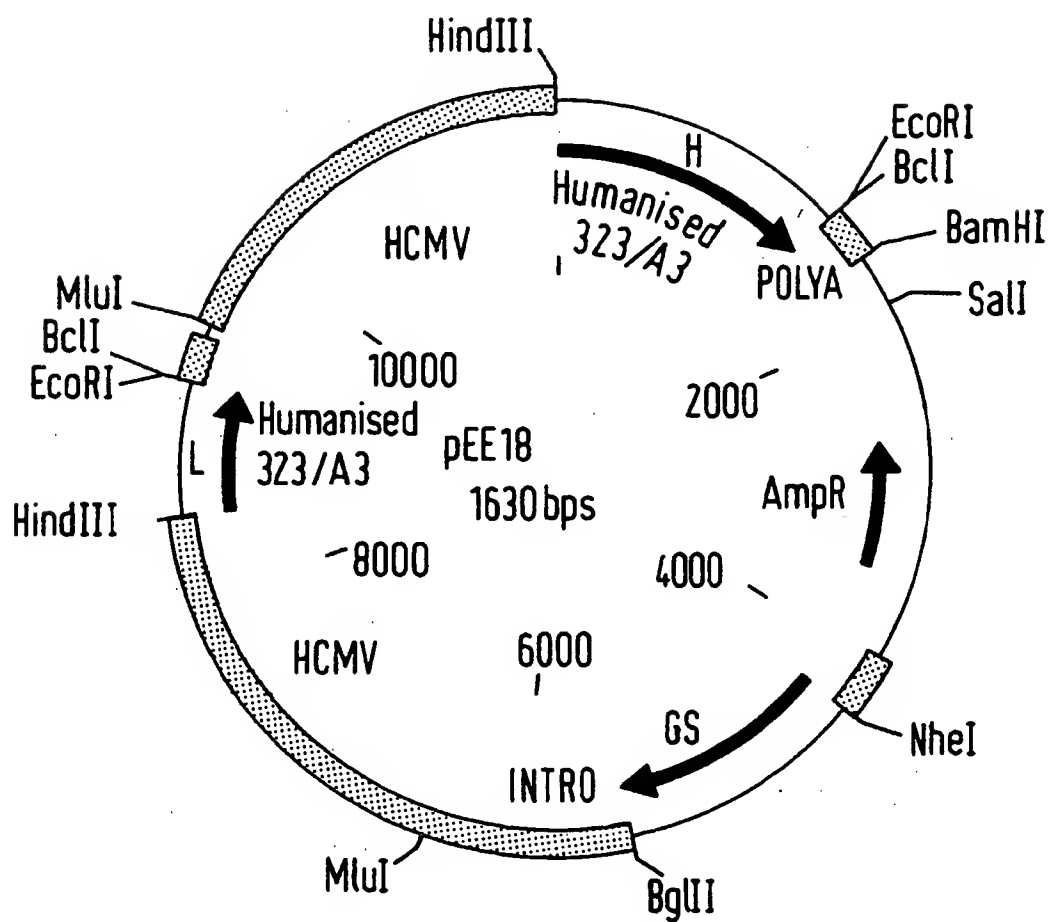 HindIII
EcoRI
BclI
BamHI
SalI
H
Humanised
323/A3
POLYA
HCMV
MluI
BclI
EcoRI
10000
2000
Humanised
323/A3
L
pEE18
1630 bps
AmpR
HindIII
8000
4000
HCMV
6000
GS
NheI
INTRO
MluI
BglII